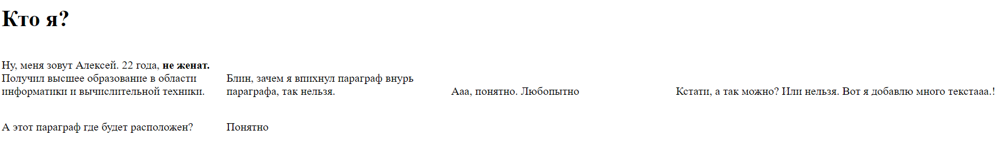 Кто я?
Ну, меня зовут Алексей. 22 года, не женат.
Получил высшее образование в области
информатики и вычислительной техники.
Блин, зачем я впихнул параграф внурь
параграфа, так нельзя.
Ааа, понятно. Любопытно
Кстати, а так можно? Или нельзя. Вот я добавлю много текстааа.!
А этот параграф где будет расположен?
Понятно